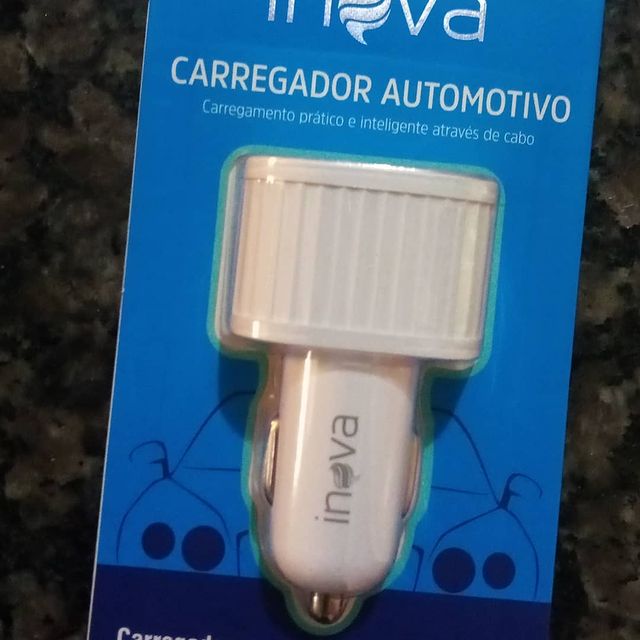 inova
CARREGADOR AUTOMOTIVO
Carregamento prático e inteligente através de cabo
inova